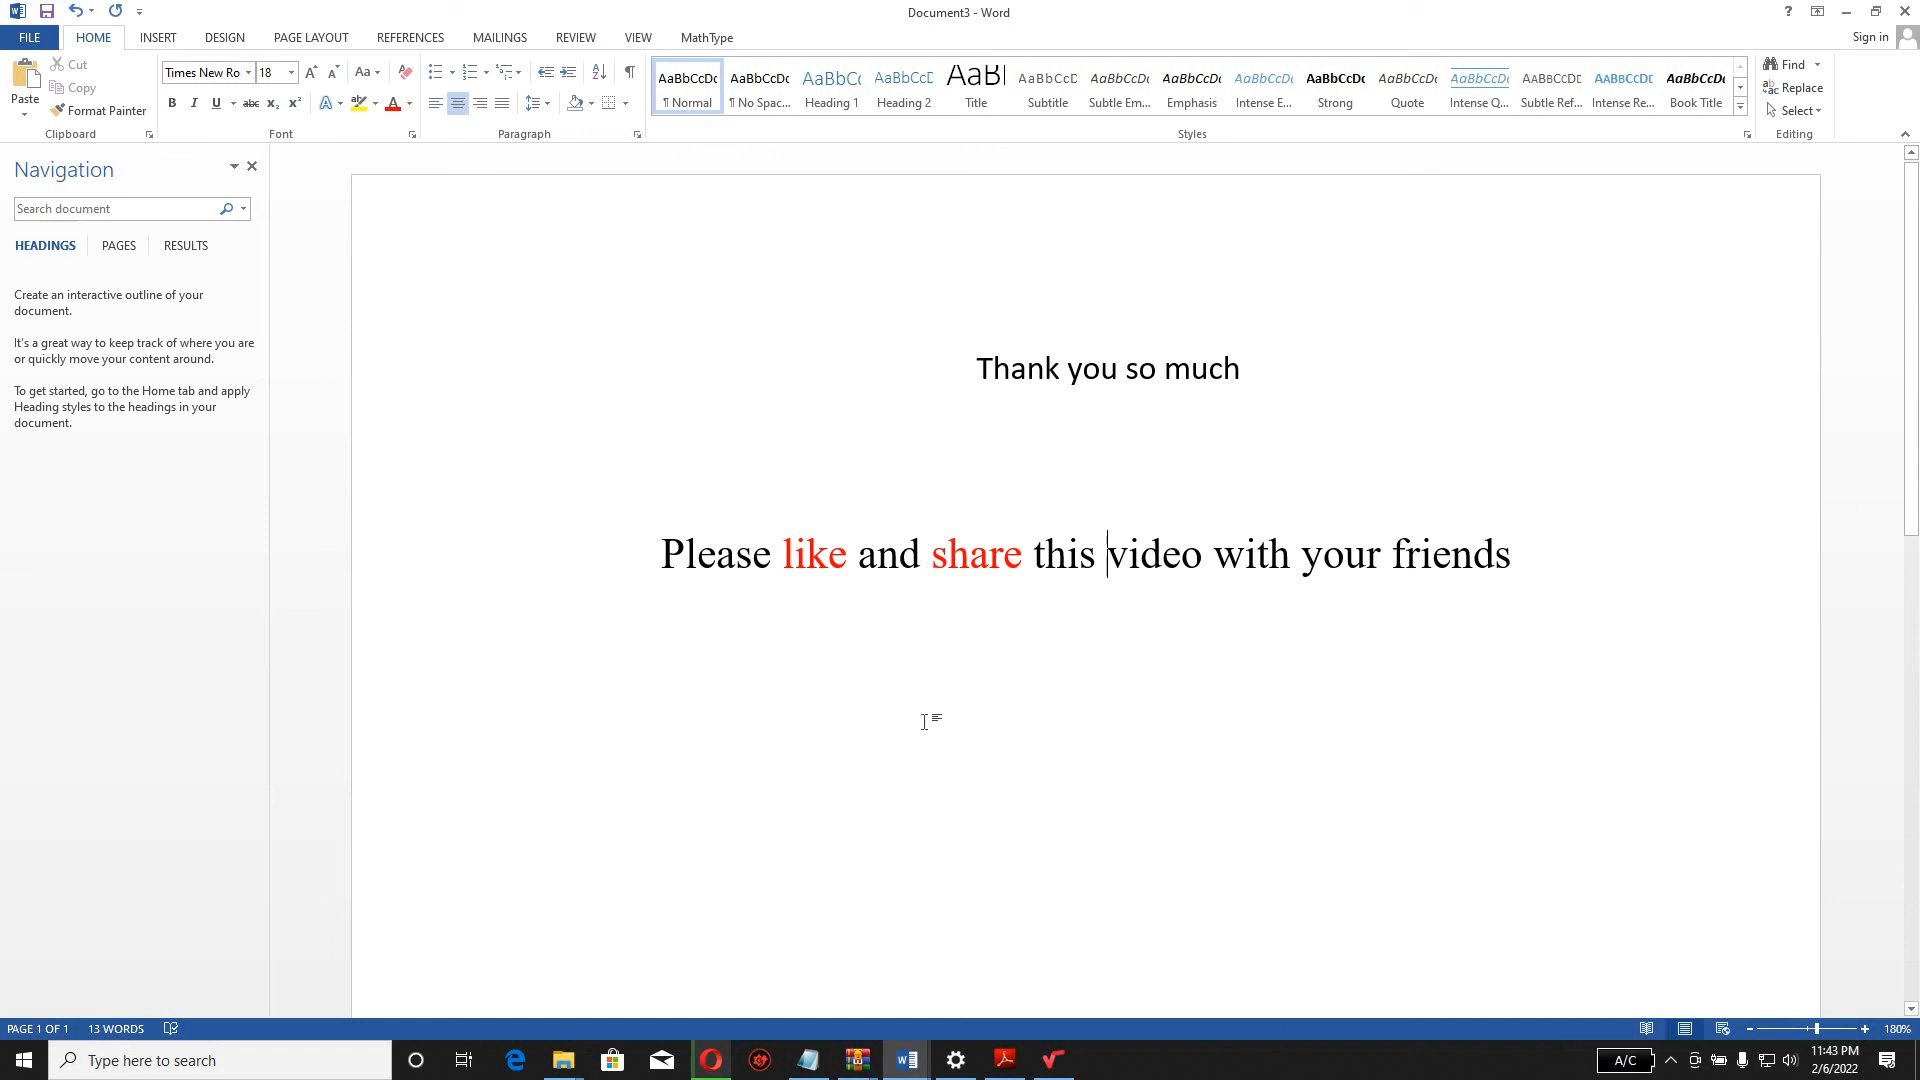 Document3 - Word
FILE HOME INSERT DESIGN PAGE LAYOUT REFERENCES MAILINGS REVIEW VIEW MathType Sign in
Paste Cut Copy Format Painter
Clipboard
Times New Ro 18 Aa
B I U abc x₂ x² A ab A
Font
Paragraph
AaBbCcDc AaBbCcDc AaBbC AaBbCcD AaB AaBbCcD AaBbCcDc AaBbCcDc AaBbCcDc AaBbCcDc AaBbCcDc AaBbCcDc AABBCCDD AABBCCDD AaBbCcDc
¶ Normal ¶ No Spac... Heading 1 Heading 2 Title Subtitle Subtle Em... Emphasis Intense E... Strong Quote Intense Q... Subtle Ref... Intense Re... Book Title
Styles
Find
Replace
Select
Editing
Navigation
Search document
HEADINGS PAGES RESULTS
Create an interactive outline of your
document.
It's a great way to keep track of where you are
or quickly move your content around.
To get started, go to the Home tab and apply
Heading styles to the headings in your
document.
Thank you so much
Please like and share this video with your friends
PAGE 1 OF 1 13 WORDS 180%
Type here to search
A/C
11:43 PM
2/6/2022